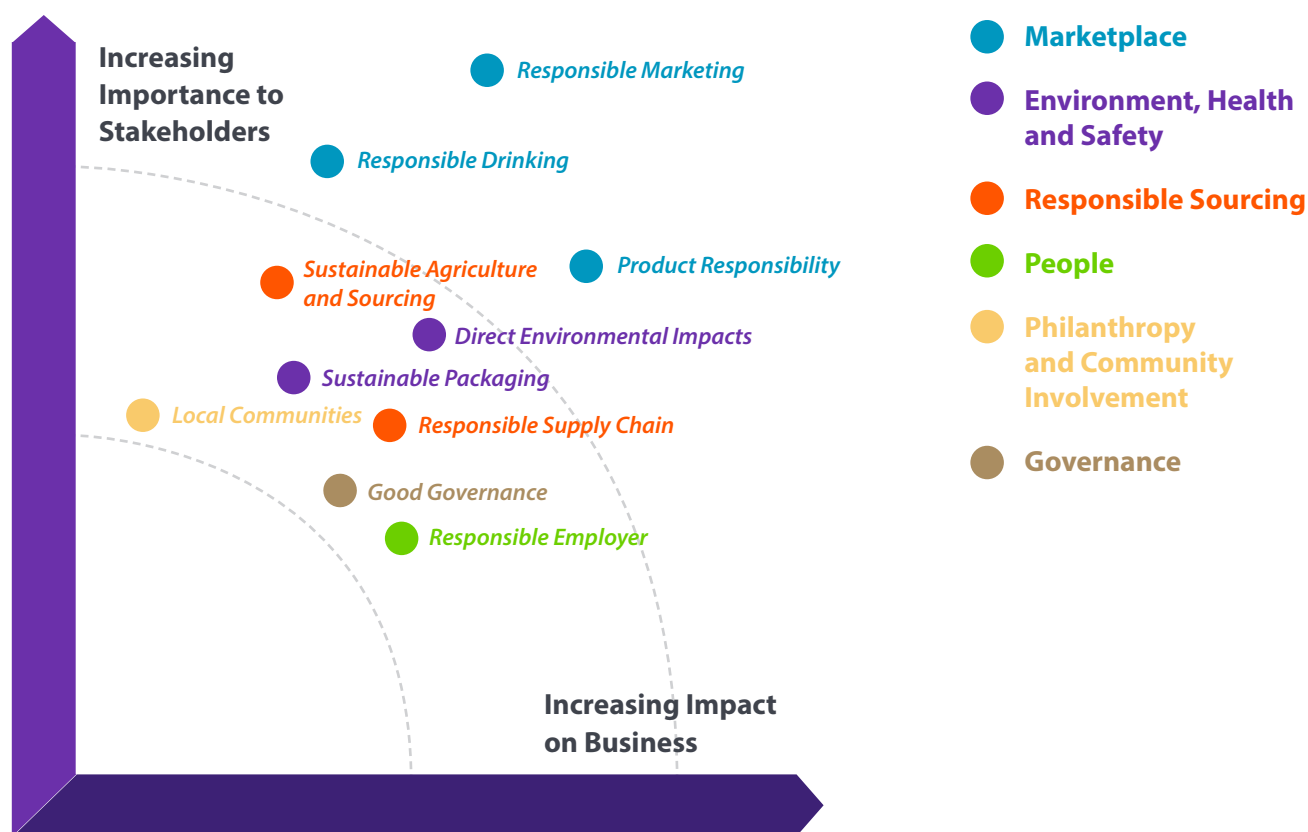 Increasing
Importance to
Stakeholders
Responsible Marketing
Responsible Drinking
Sustainable Agriculture
and Sourcing
Product Responsibility
Direct Environmental Impacts
Sustainable Packaging
Local Communities
Responsible Supply Chain
Good Governance
Responsible Employer
Increasing Impact
on Business
Marketplace
Environment, Health
and Safety
Responsible Sourcing
People
Philanthropy
and Community
Involvement
Governance